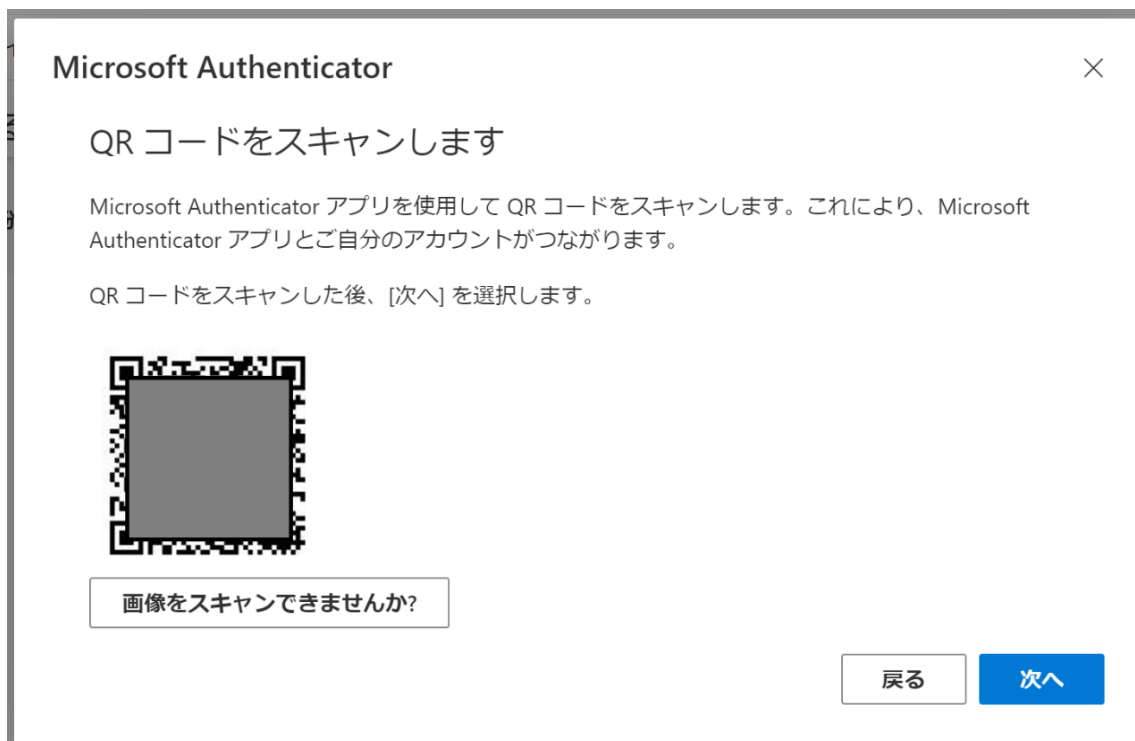 Microsoft Authenticator
QR コードをスキャンします
Microsoft Authenticator アプリを使用して QR コードをスキャンします。これにより、Microsoft
Authenticator アプリとご自分のアカウントがつながります。
QR コードをスキャンした後、[次へ] を選択します。
画像をスキャンできませんか?
戻る
次へ